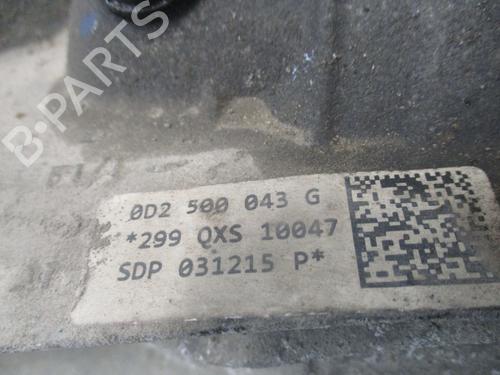 B-PARTS
0D2 500 043 G
*299 QXS 10047
SDP 031215 P*